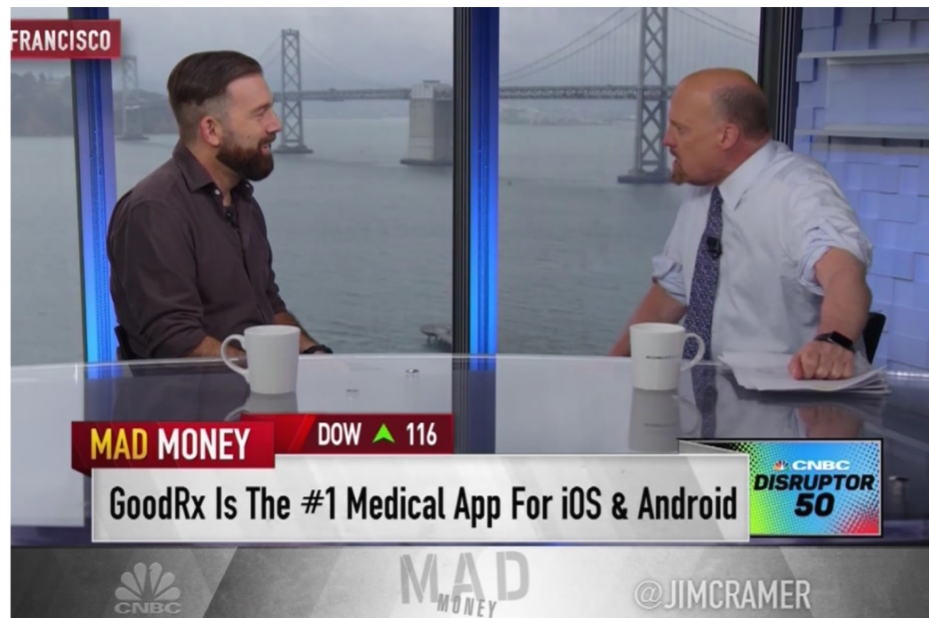 FRANCISCO
MAD MONEY
DOW 116
GoodRx Is The #1 Medical App For iOS & Android
CNBC
DISRUPTOR
50
CNBC
MAD
MONEY
@JIMCRAMER